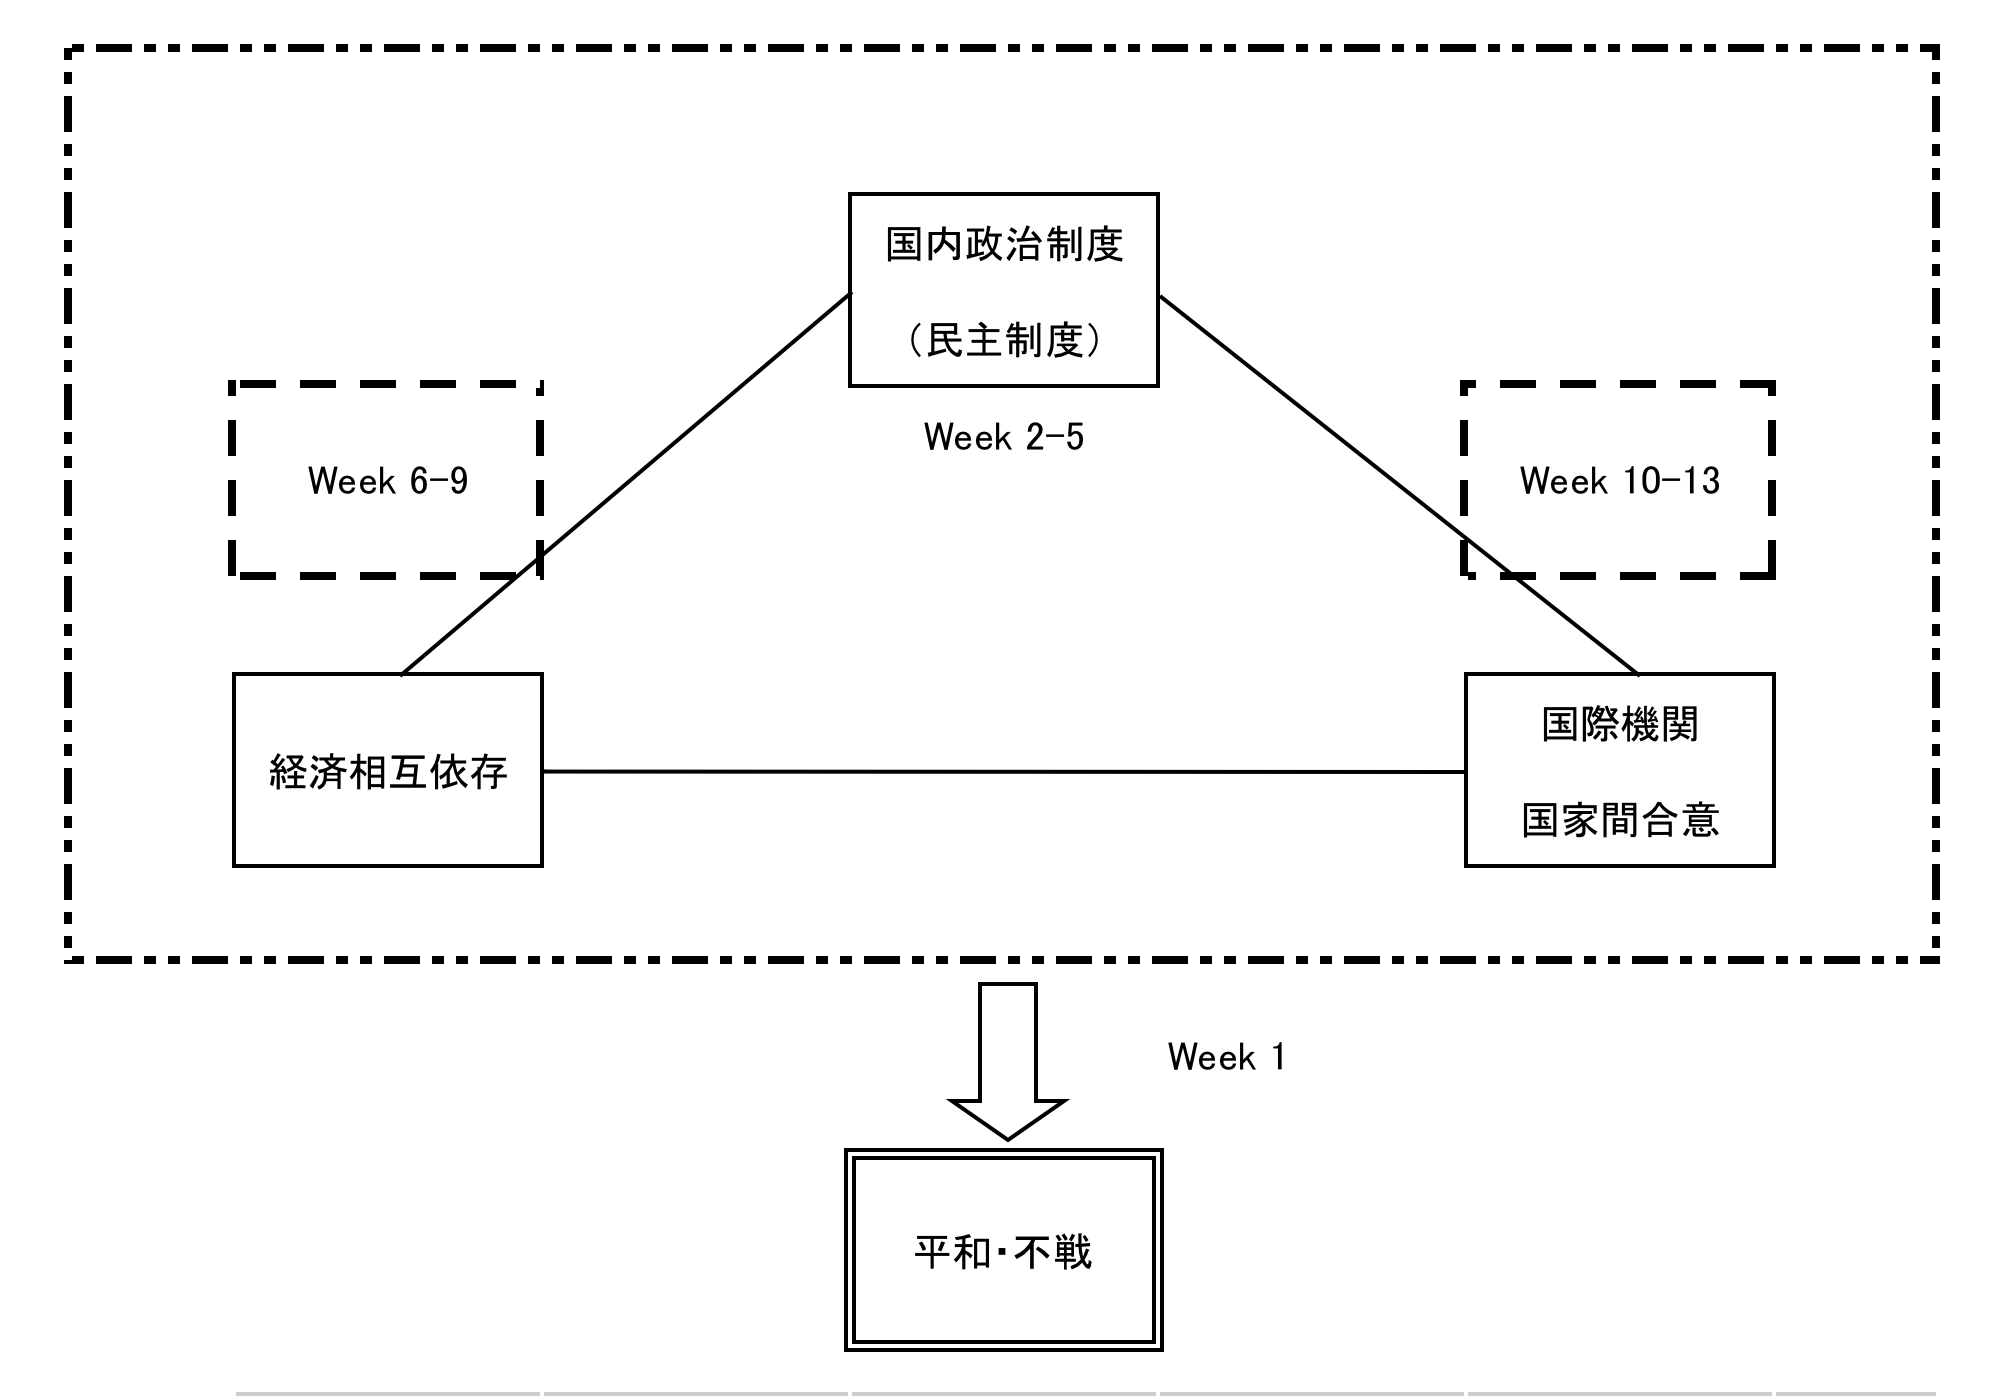 国内政治制度
（民主制度）
Week 2-5
Week 6-9
Week 10-13
経済相互依存
国際機関
国家間合意
Week 1
平和・不戦